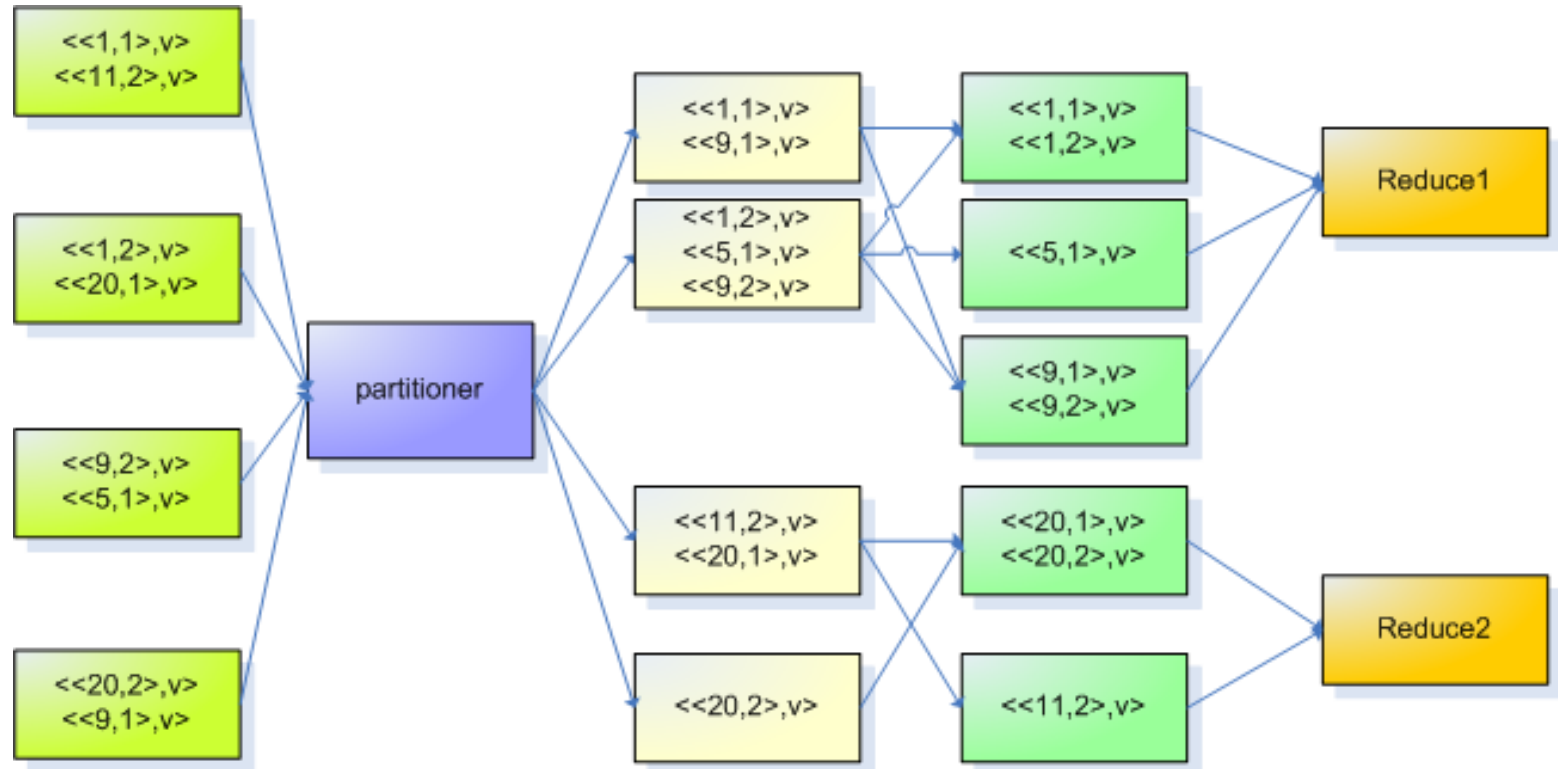 <<1,1>,v>
<<11,2>,v>
<<1,2>,v>
<<20,1>,v>
<<9,2>,v>
<<5,1>,v>
<<20,2>,v>
<<9,1>,v>
partitioner
<<1,1>,v>
<<9,1>,v>
<<1,2>,v>
<<5,1>,v>
<<9,2>,v>
<<11,2>,v>
<<20,1>,v>
<<20,2>,v>
<<1,1>,v>
<<1,2>,v>
<<5,1>,v>
<<9,1>,v>
<<9,2>,v>
<<20,1>,v>
<<20,2>,v>
<<11,2>,v>
Reduce1
Reduce2